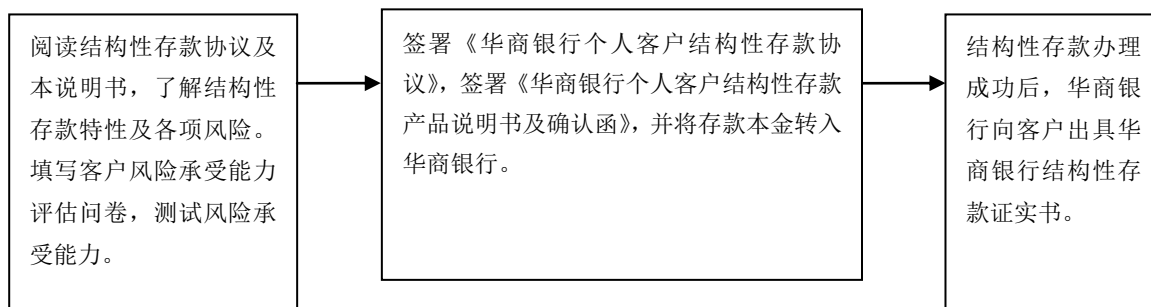 阅读结构性存款协议及
本说明书，了解结构性
存款特性及各项风险。
填写客户风险承受能力
评估问卷，测试风险承
受能力。
签署《华商银行个人客户结构性存款协
议》，签署《华商银行个人客户结构性存款
产品说明书及确认函》，并将存款本金转入
华商银行。
结构性存款办理
成功后，华商银
行向客户出具华
商银行结构性存
款证实书。